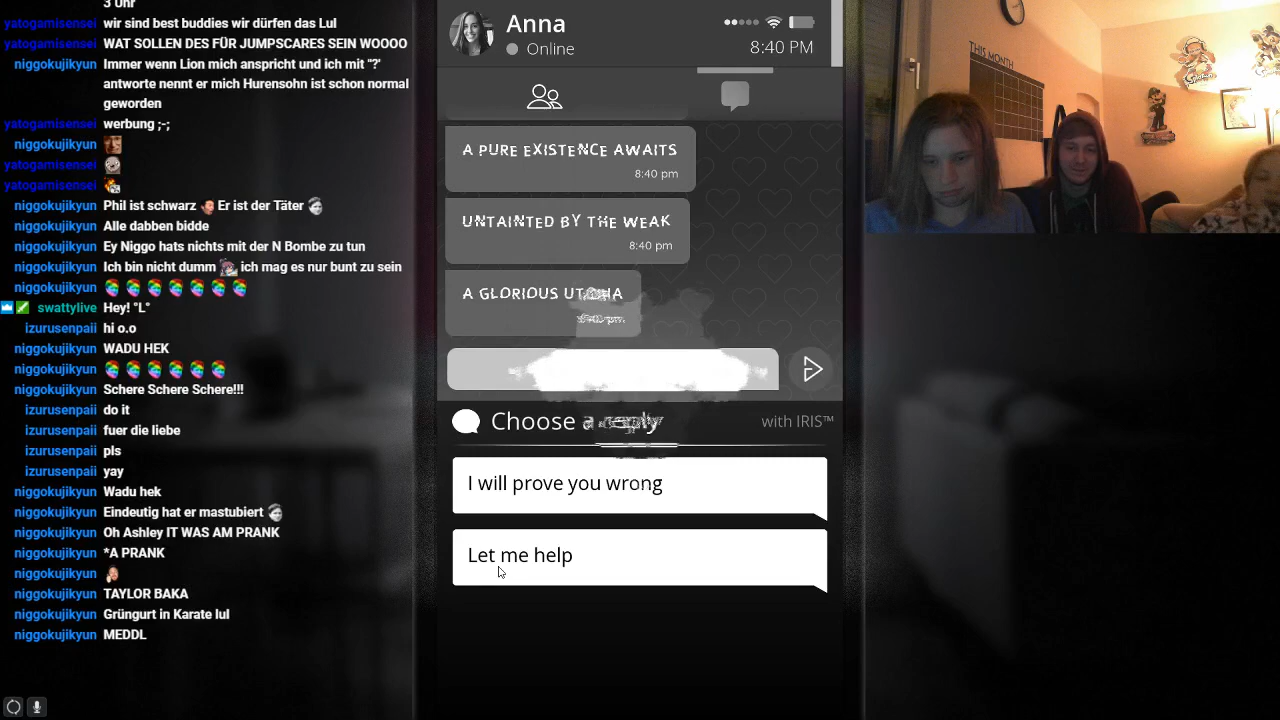 3 Uhr
yatogamisensei wir sind best buddies wir dürfen das Lul
yatogamisensei WAT SOLLEN DES FÜR JUMPSCARES SEIN WOOOO
niggokujikyun Immer wenn Lion mich anspricht und ich mit "?"
antworte nennt er mich Hurensohn ist schon normal
geworden
yatogamisensei werbung ;-;
niggokujikyun
yatogamisensei
yatogamisensei
niggokujikyun Phil ist schwarz Er ist der Täter
niggokujikyun Alle dabben bidde
niggokujikyun Ey Niggo hats nichts mit der N Bombe zu tun
niggokujikyun Ich bin nicht dumm ich mag es nur bunt zu sein
niggokujikyun
swattylive Hey! °L°
izurusenpaii hi o.o
niggokujikyun WADU HEK
niggokujikyun
niggokujikyun Schere Schere Schere!!!
izurusenpaii do it
izurusenpaii fuer die liebe
izurusenpaii pls
izurusenpaii yay
niggokujikyun Wadu hek
niggokujikyun Eindeutig hat er mastubiert
niggokujikyun Oh Ashley IT WAS AM PRANK
niggokujikyun *A PRANK
niggokujikyun
niggokujikyun TAYLOR BAKA
niggokujikyun Grüngurt in Karate lul
niggokujikyun MEDDL
Anna
Online
8:40 PM
A PURE EXISTENCE AWAITS
8:40 pm
UNTAINTED BY THE WEAK
8:40 pm
A GLORIOUS
Choose a reply
with IRIS™
I will prove you wrong
Let me help
THIS MONTH